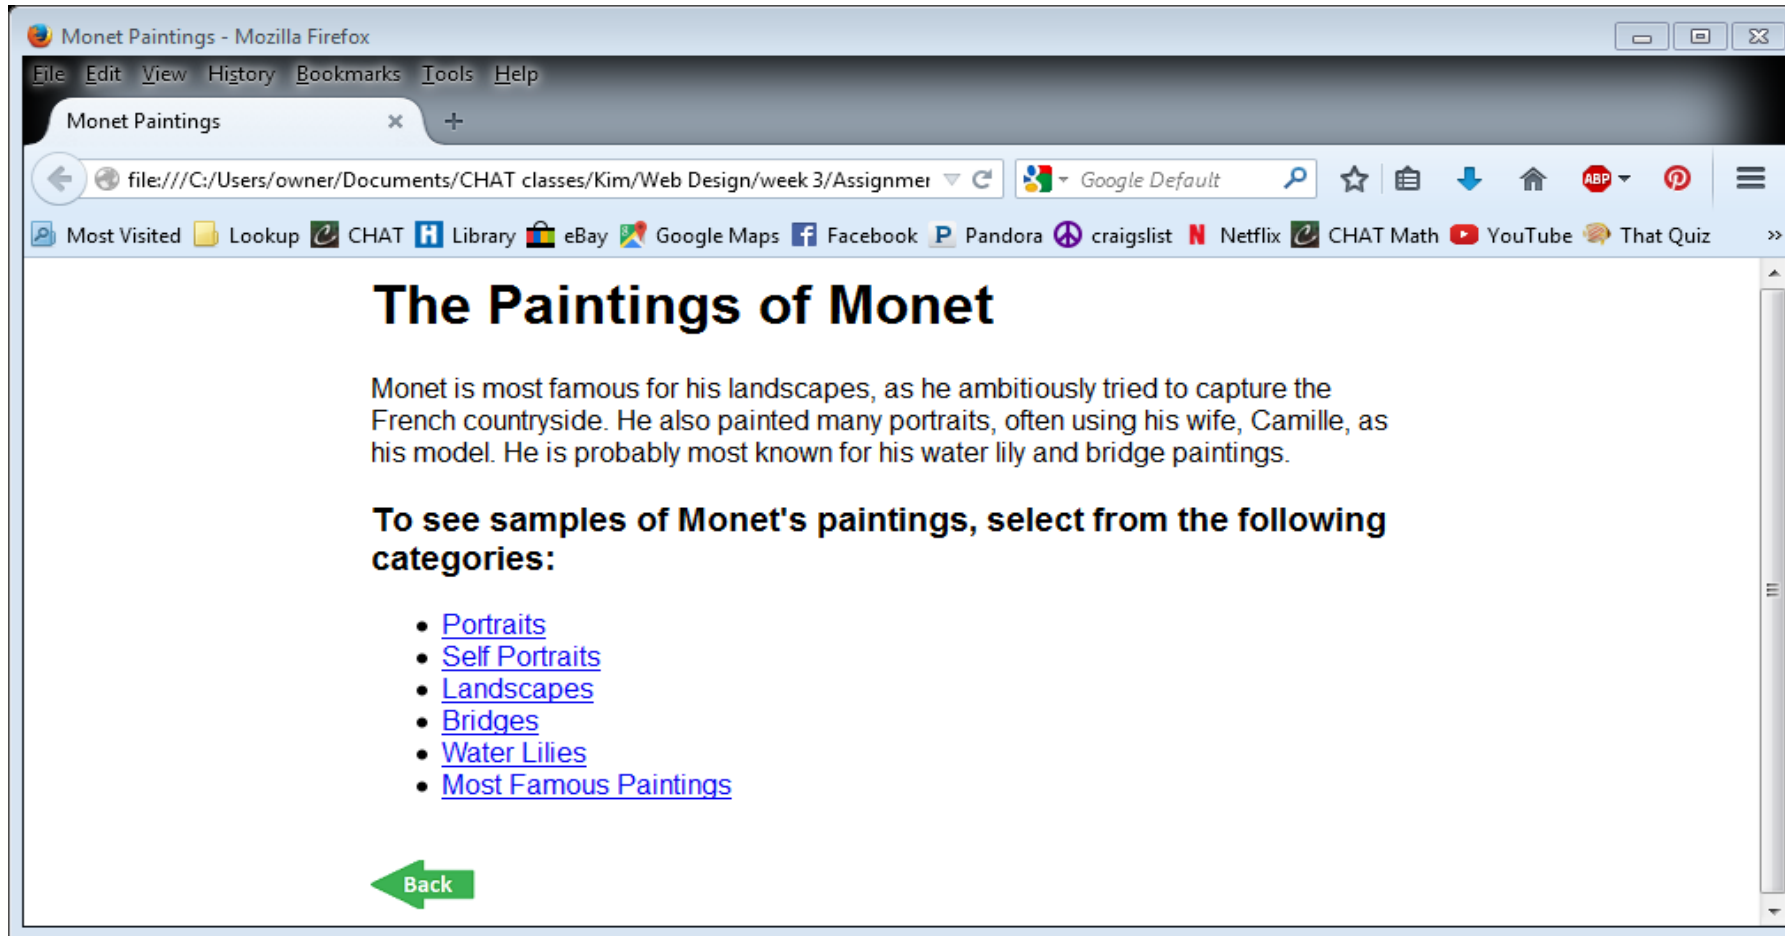 Monet Paintings - Mozilla Firefox
File Edit View History Bookmarks Tools Help
Monet Paintings
file:///C:/Users/owner/Documents/CHAT classes/Kim/Web Design/week 3/Assignmer Google Default ABP
Most Visited Lookup CHAT H Library eBay Google Maps Facebook P Pandora craigslist N Netflix CHAT Math YouTube That Quiz »
The Paintings of Monet
Monet is most famous for his landscapes, as he ambitiously tried to capture the
French countryside. He also painted many portraits, often using his wife, Camille, as
his model. He is probably most known for his water lily and bridge paintings.
To see samples of Monet's paintings, select from the following
categories:
• Portraits
• Self Portraits
• Landscapes
• Bridges
• Water Lilies
• Most Famous Paintings
Back